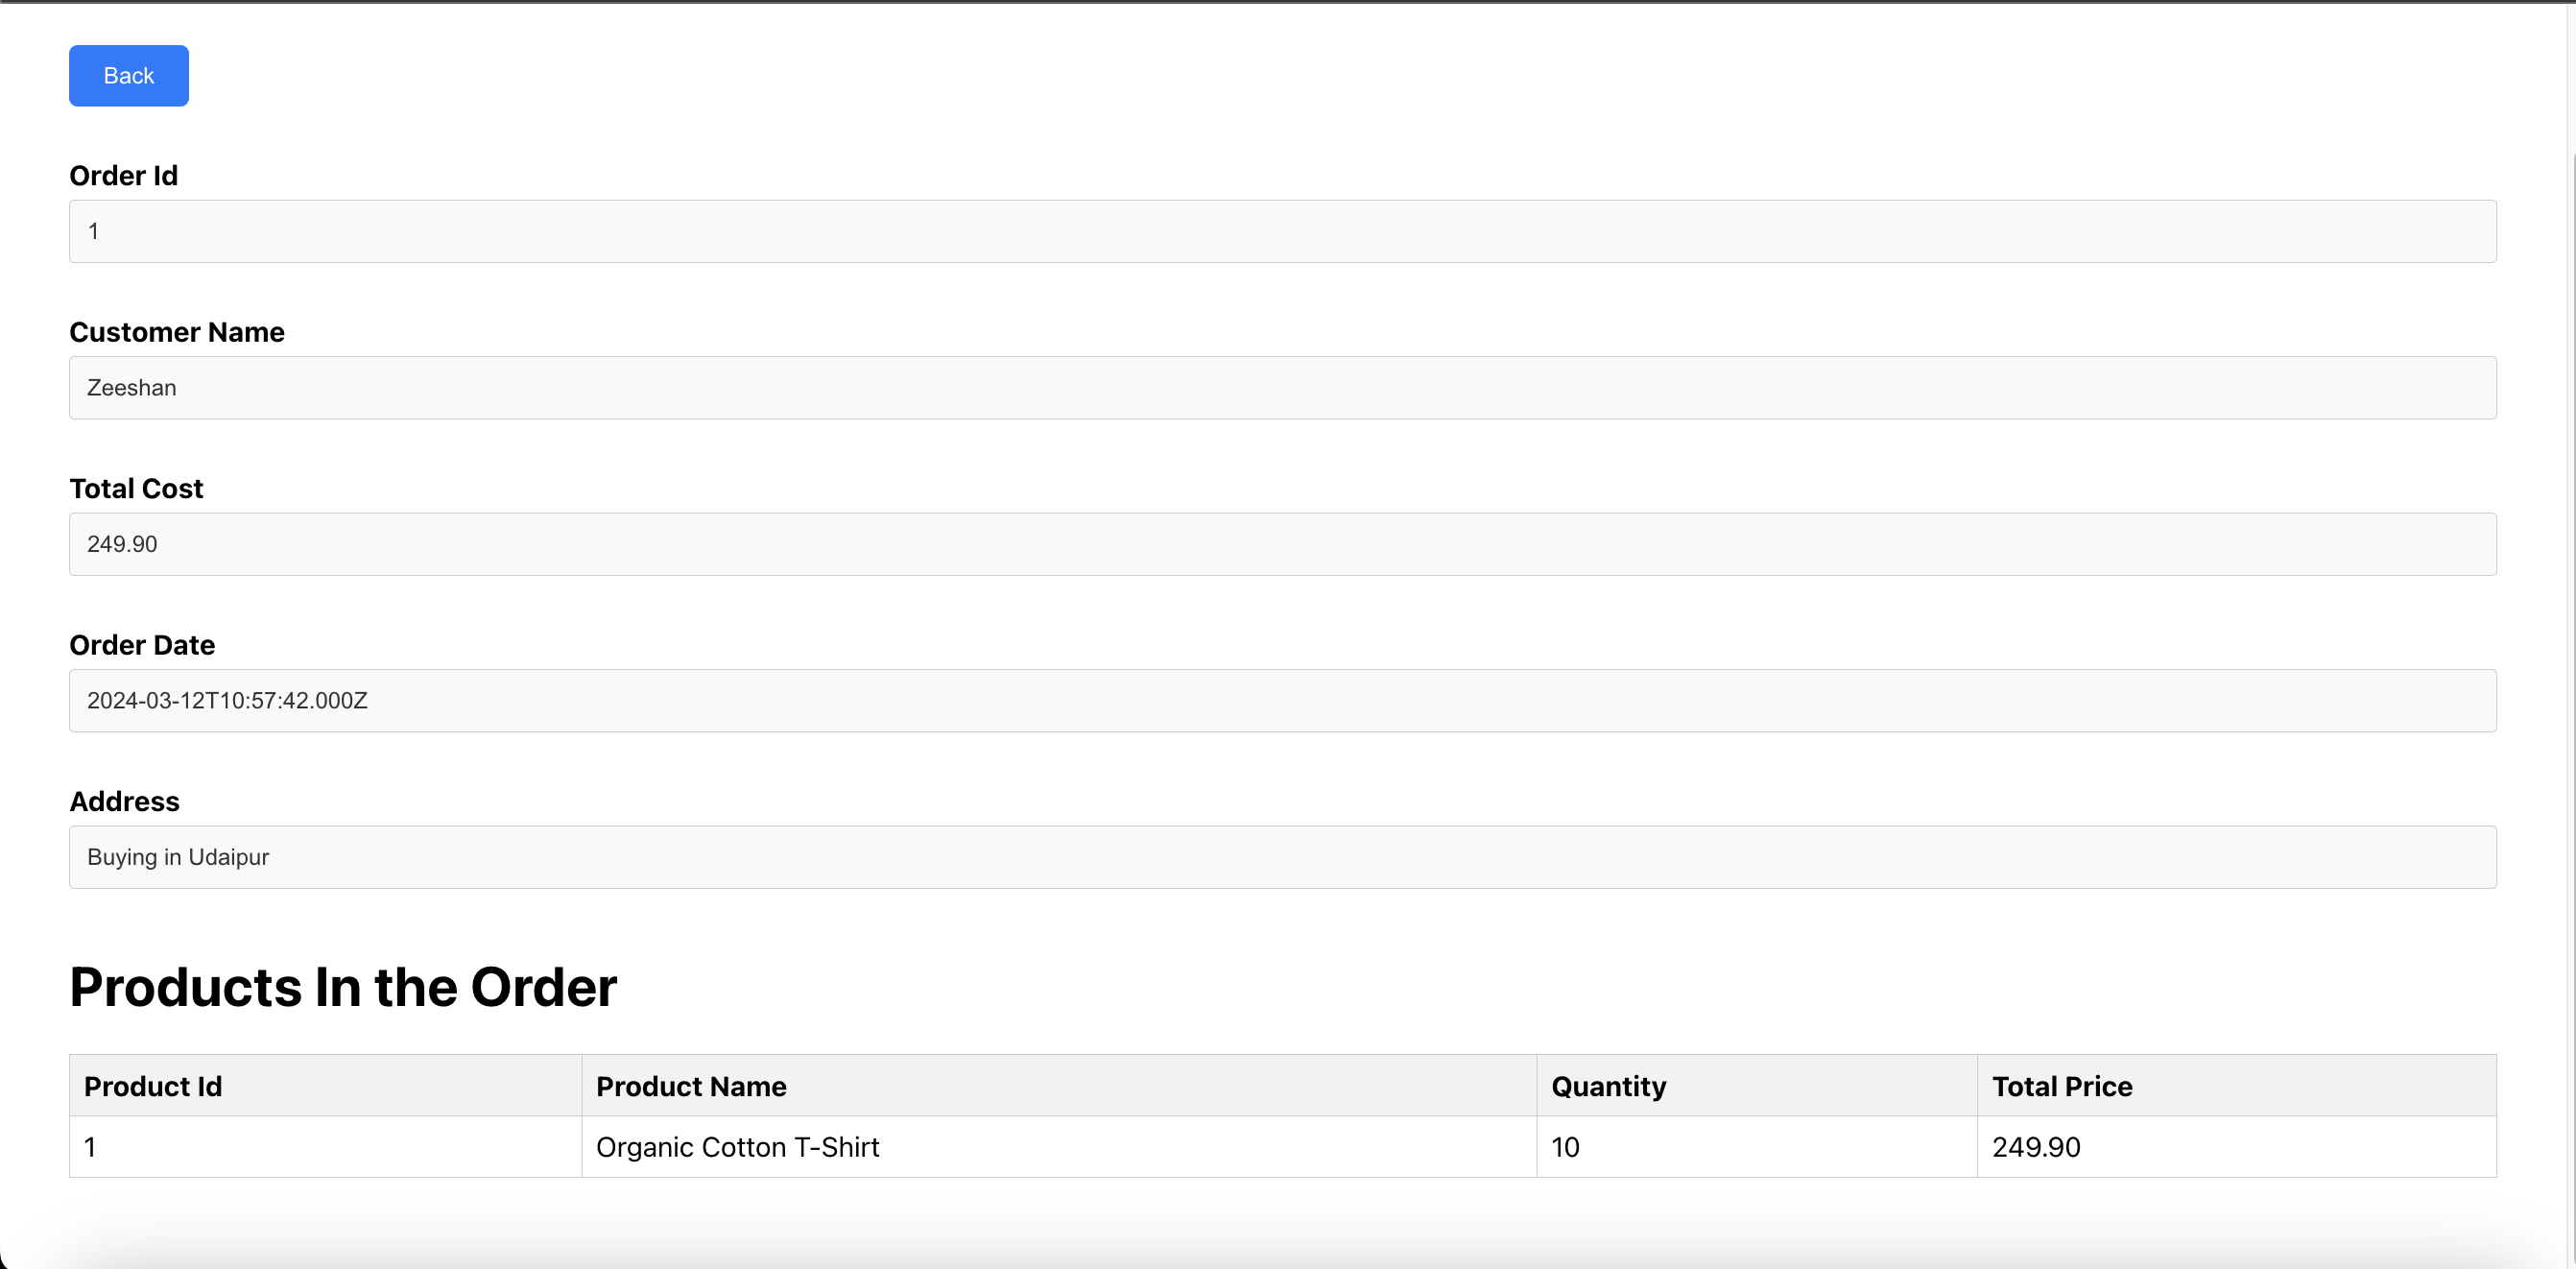 Back
Order Id
1
Customer Name
Zeeshan
Total Cost
249.90
Order Date
2024-03-12T10:57:42.000Z
Address
Buying in Udaipur
Products In the Order
Product Id Product Name Quantity Total Price
1 Organic Cotton T-Shirt 10 249.90